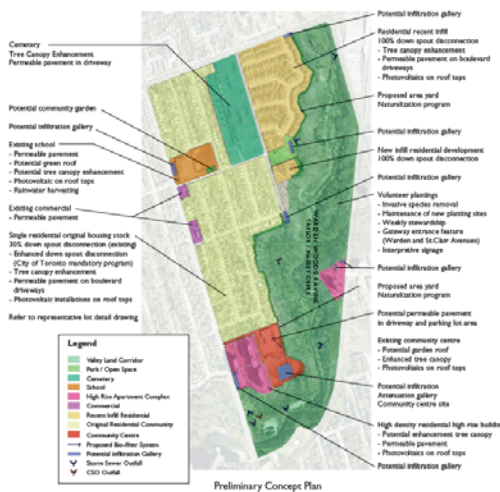 Cemetery
Tree Canopy Enhancement
Permeable pavement in driveway
Potential community garden
Potential infiltration gallery
Existing school
- Permeable pavement
- Potential green roof
- Potential tree canopy enhancement
- Photovoltaic on roof tops
- Rainwater harvesting
Existing commercial
- Permeable pavement
Single residential original housing stock
30% down spout disconnection (existing)
- Enhanced down spout disconnection
(City of Toronto mandatory program)
- Tree canopy enhancement
- Permeable pavement on boulevard
driveways
- Photovoltaic installations on roof tops
Refer to representative lot detail drawing
Legend
Valley Land Corridor
Park / Open Space
Cemetery
School
High Rise Apartment Complex
Commercial
Recent Infill Residential
Original Residential Community
Community Centre
Proposed Bio-filter System
Potential Infiltration Gallery
Storm Sewer Outfall
CSO Outfall
Potential infiltration gallery
Residential recent infill
100% down spout disconnection
- Tree canopy enhancement
- Permeable pavement on boulevard
driveways
- Photovoltaics on roof tops
Proposed area yard
Naturalization program
Potential infiltration gallery
New infill residential development
100% down spout disconnection
Potential infiltration gallery
Volunteer plantings
- Invasive species removal
- Maintenance of new planting sites
- Weekly stewardship
- Gateway entrance feature
(Warden and St.Clair Avenues)
- Interpretive signage
WARDEN WOODS RAVINE
Potential infiltration gallery
Proposed area yard
Naturalization program
Potential permeable pavement
in driveway and parking lot area
Existing community centre
- Potential garden roof
- Enhanced tree canopy
- Photovoltaics on roof tops
Potential infiltration
Attenuation gallery
Community centre site
High density residential high rise buildin
- Potential enhancement tree canopy
- Permeable pavement
- Photovoltaics on roof tops
Potential infiltration gallery
Preliminary Concept Plan